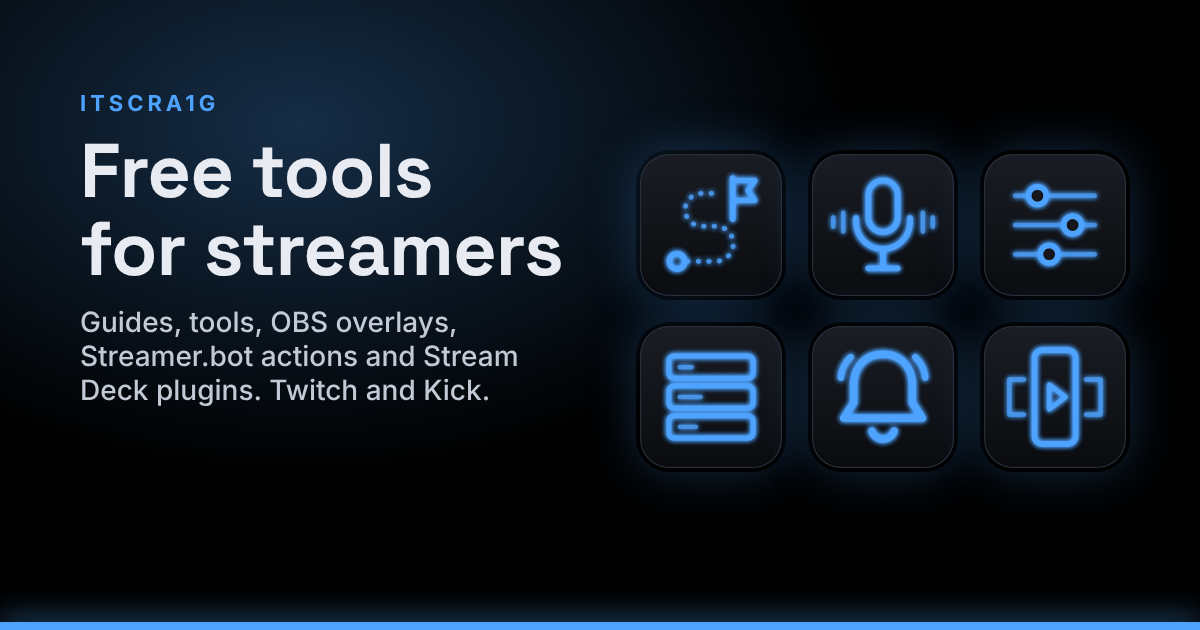 ITSCRA1G
Free tools
for streamers
Guides, tools, OBS overlays,
Streamer.bot actions and Stream
Deck plugins. Twitch and Kick.